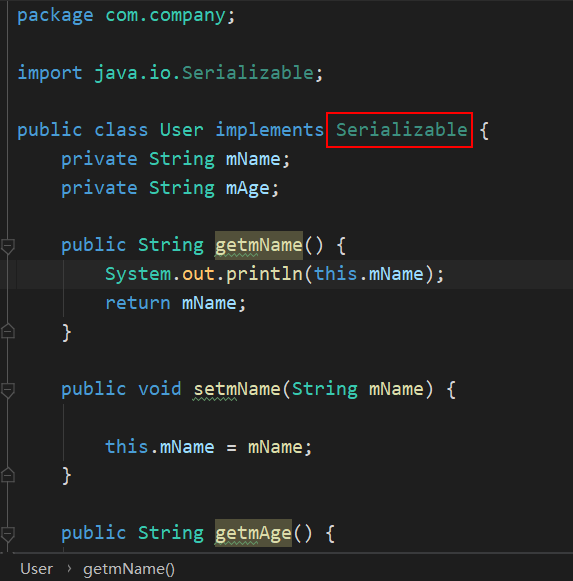 package com.company;
import java.io.Serializable;
public class User implements Serializable {
private String mName;
private String mAge;
public String getmName() {
System.out.println(this.mName);
return mName;
}
public void setmName(String mName) {
this.mName = mName;
}
public String getmAge() {
User › getmName()